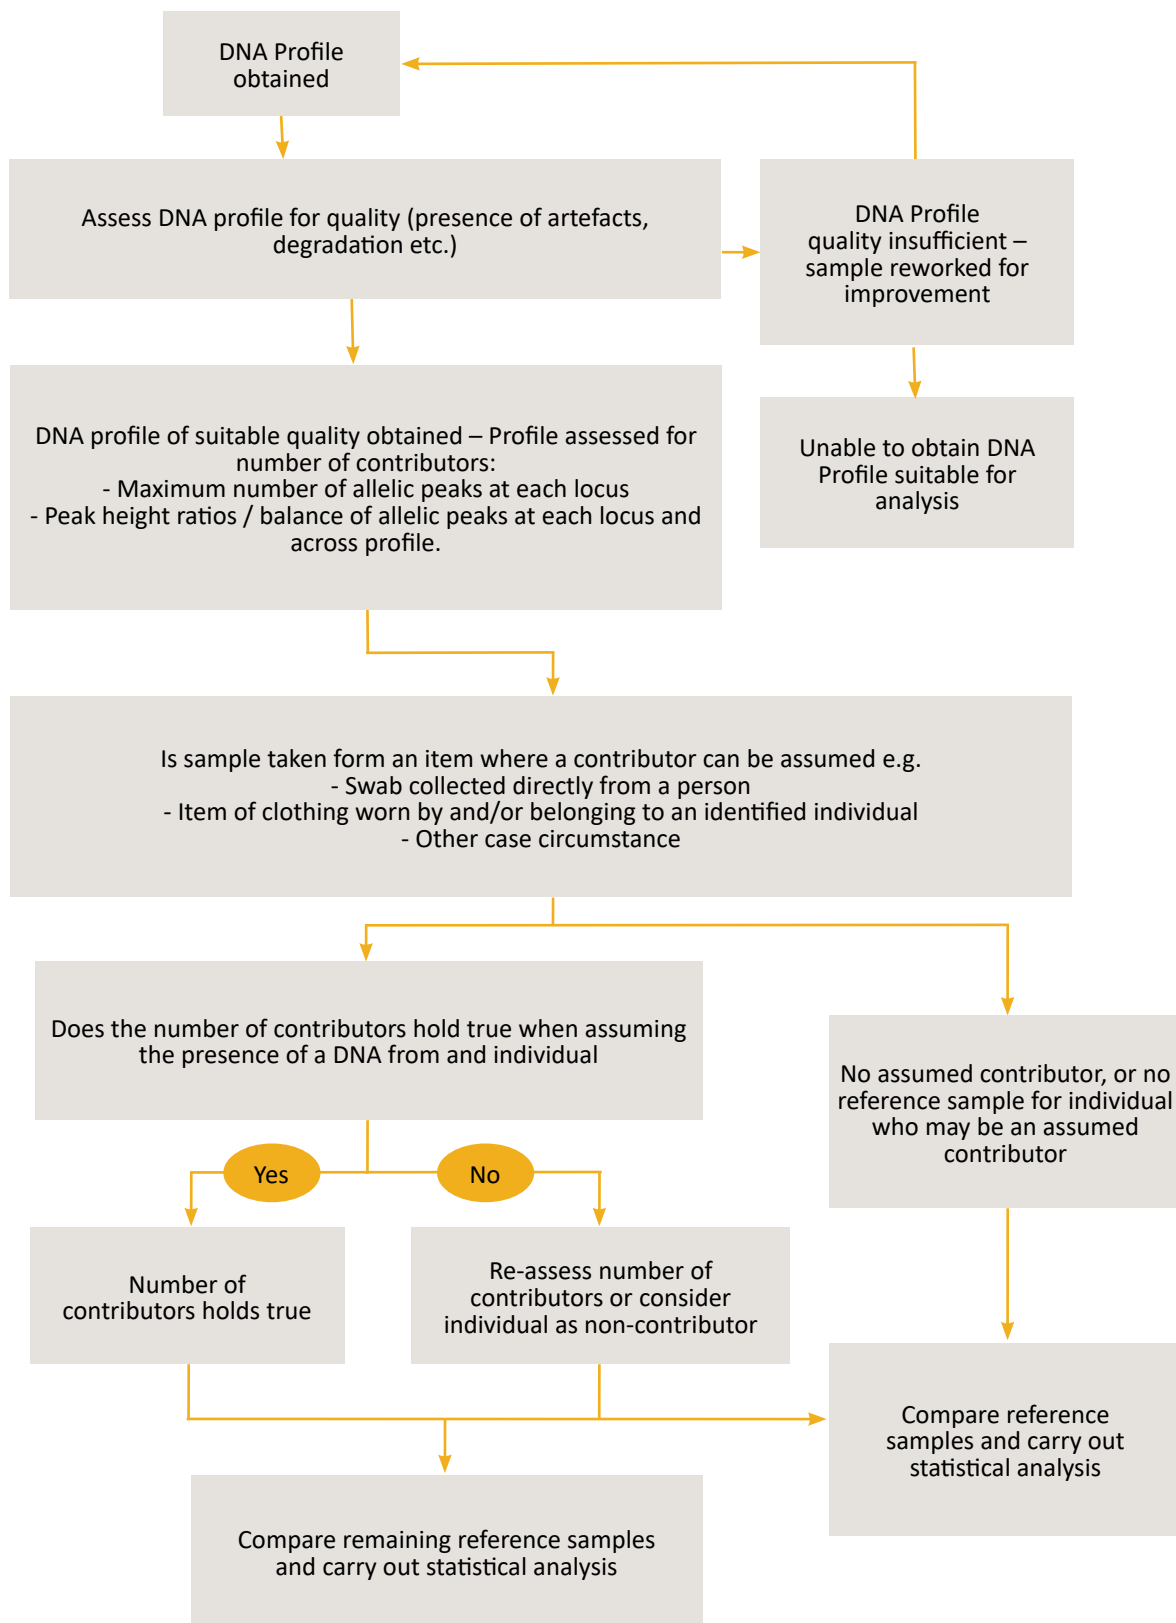 DNA Profile
obtained
Assess DNA profile for quality (presence of artefacts,
degradation etc.)
DNA Profile
quality insufficient –
sample reworked for
improvement
DNA profile of suitable quality obtained – Profile assessed for
number of contributors:
- Maximum number of allelic peaks at each locus
- Peak height ratios / balance of allelic peaks at each locus and
across profile.
Unable to obtain DNA
Profile suitable for
analysis
Is sample taken form an item where a contributor can be assumed e.g.
- Swab collected directly from a person
- Item of clothing worn by and/or belonging to an identified individual
- Other case circumstance
Does the number of contributors hold true when assuming
the presence of a DNA from and individual
No assumed contributor, or no
reference sample for individual
who may be an assumed
contributor
Yes
No
Number of
contributors holds true
Re-assess number of
contributors or consider
individual as non-contributor
Compare reference
samples and carry out
statistical analysis
Compare remaining reference samples
and carry out statistical analysis